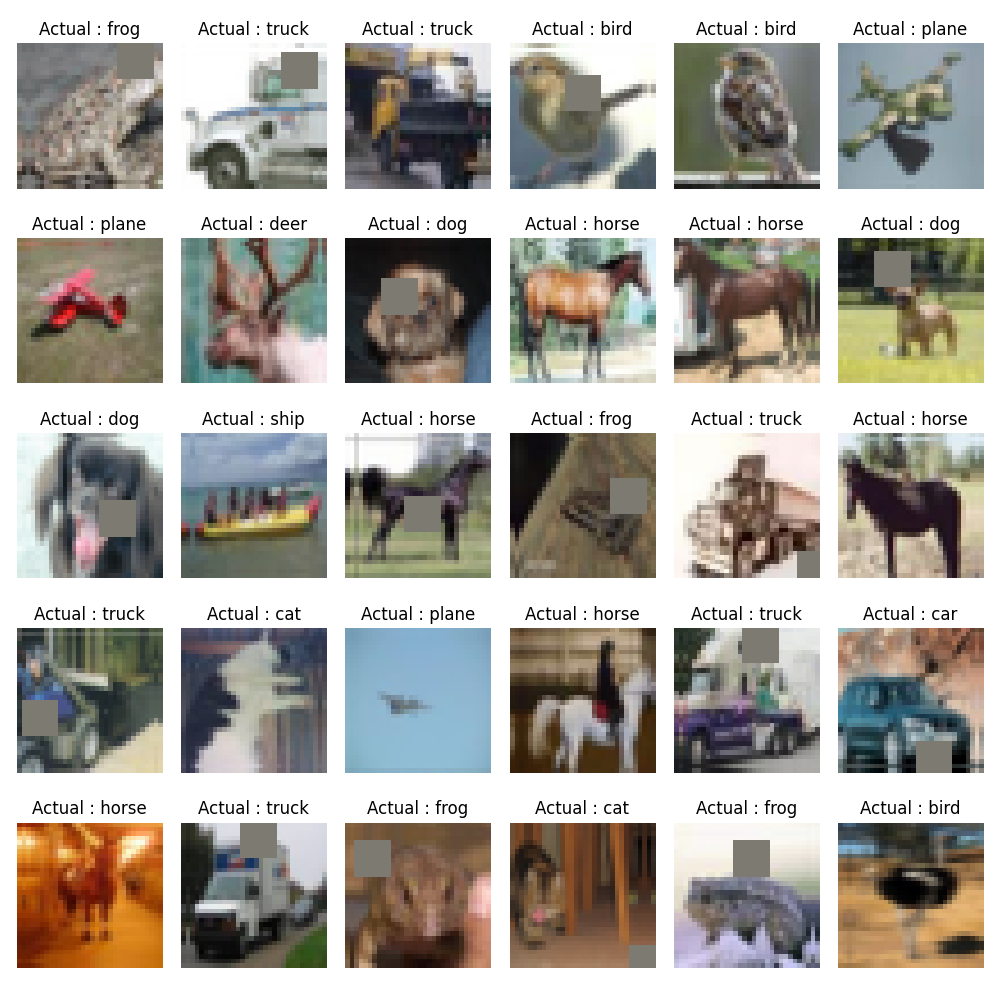 Actual : frog
Actual : truck
Actual : truck
Actual : bird
Actual : bird
Actual : plane
Actual : plane
Actual : deer
Actual : dog
Actual : horse
Actual : horse
Actual : dog
Actual : dog
Actual : ship
Actual : horse
Actual : frog
Actual : truck
Actual : horse
Actual : truck
Actual : cat
Actual : plane
Actual : horse
Actual : truck
Actual : car
Actual : horse
Actual : truck
Actual : frog
Actual : cat
Actual : frog
Actual : bird